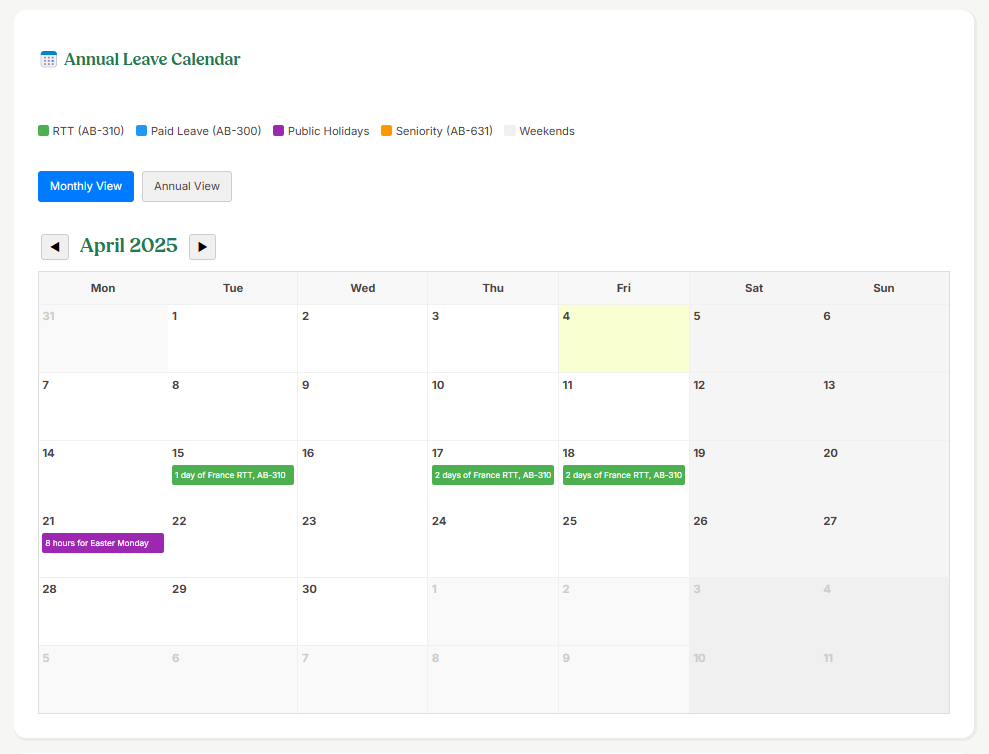 Annual Leave Calendar
RTT (AB-310) Paid Leave (AB-300) Public Holidays Seniority (AB-631) Weekends
Monthly View Annual View
◀ April 2025 ▶
Mon Tue Wed Thu Fri Sat Sun
31 1 2 3 4 5 6
7 8 9 10 11 12 13
14 15 16 17 18 19 20
1 day of France RTT, AB-310 2 days of France RTT, AB-310 2 days of France RTT, AB-310
21 22 23 24 25 26 27
8 hours for Easter Monday
28 29 30 1 2 3 4
5 6 7 8 9 10 11